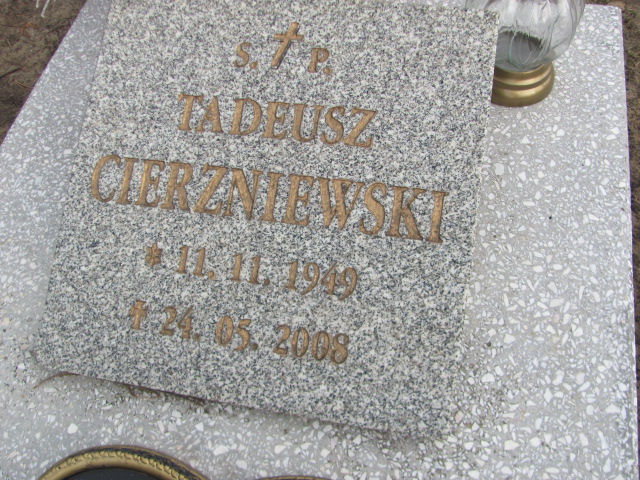 S. P.
TADEUSZ
CIERZNIEWSKI
* 11. 11. 1949
† 24. 05. 2008